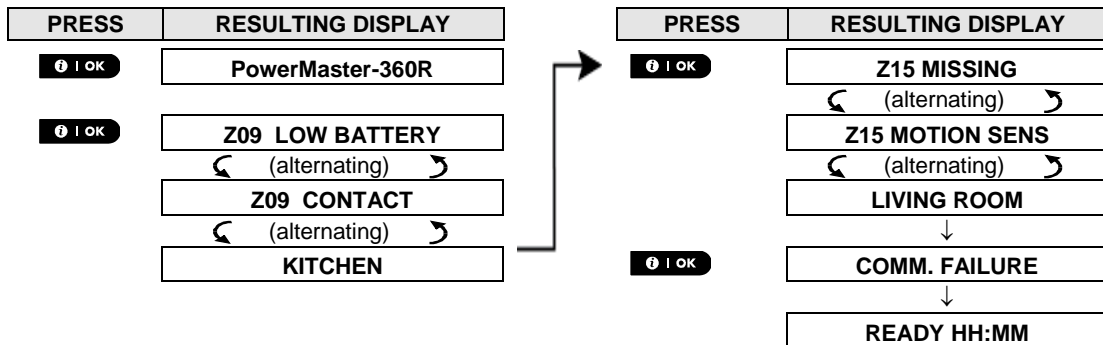 PRESS RESULTING DISPLAY
i | OK PowerMaster-360R
i | OK Z09 LOW BATTERY
(alternating)
Z09 CONTACT
(alternating)
KITCHEN
PRESS RESULTING DISPLAY
i | OK Z15 MISSING
(alternating)
Z15 MOTION SENS
(alternating)
LIVING ROOM
↓
i | OK COMM. FAILURE
↓
READY HH:MM